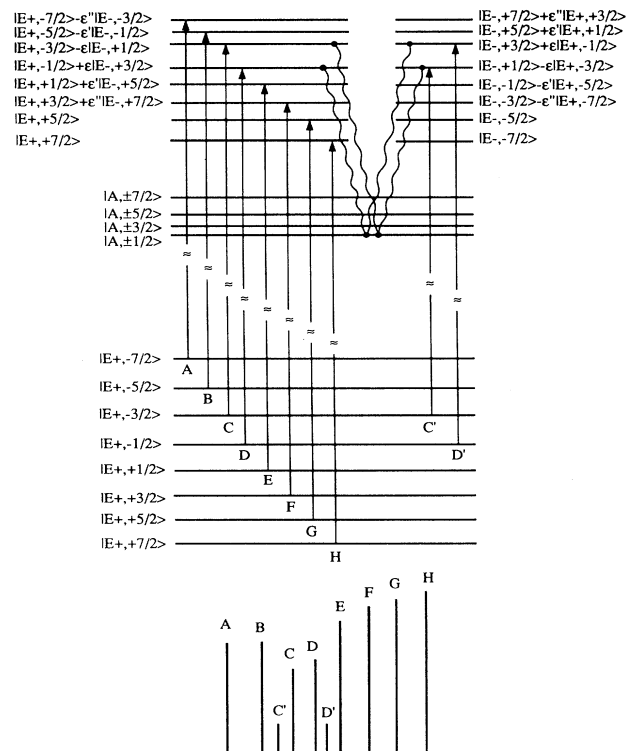 |E+,-7/2>-ε"|E-,-3/2>
|E+,-5/2>-ε'|E-,-1/2>
|E+,-3/2>-ε|E-,+1/2>
|E+,-1/2>+ε|E-,+3/2>
|E+,+1/2>+ε'|E-,+5/2>
|E+,+3/2>+ε"|E-,+7/2>
|E+,+5/2>
|E+,+7/2>
|E-,+7/2>+ε"|E+,+3/2>
|E-,+5/2>+ε'|E+,+1/2>
|E-,+3/2>+ε|E+,-1/2>
|E-,+1/2>-ε|E+,-3/2>
|E-,-1/2>-ε'|E+,-5/2>
|E-,-3/2>-ε"|E+,-7/2>
|E-,-5/2>
|E-,-7/2>
|A,±7/2>
|A,±5/2>
|A,±3/2>
|A,±1/2>
≈ ≈ ≈ ≈ ≈ ≈ ≈ ≈ ≈ ≈
|E+,-7/2>
A
|E+,-5/2>
B
|E+,-3/2>
C C'
|E+,-1/2>
D D'
|E+,+1/2>
E
|E+,+3/2>
F
|E+,+5/2>
G
|E+,+7/2>
H
A B C' C D D' E F G H